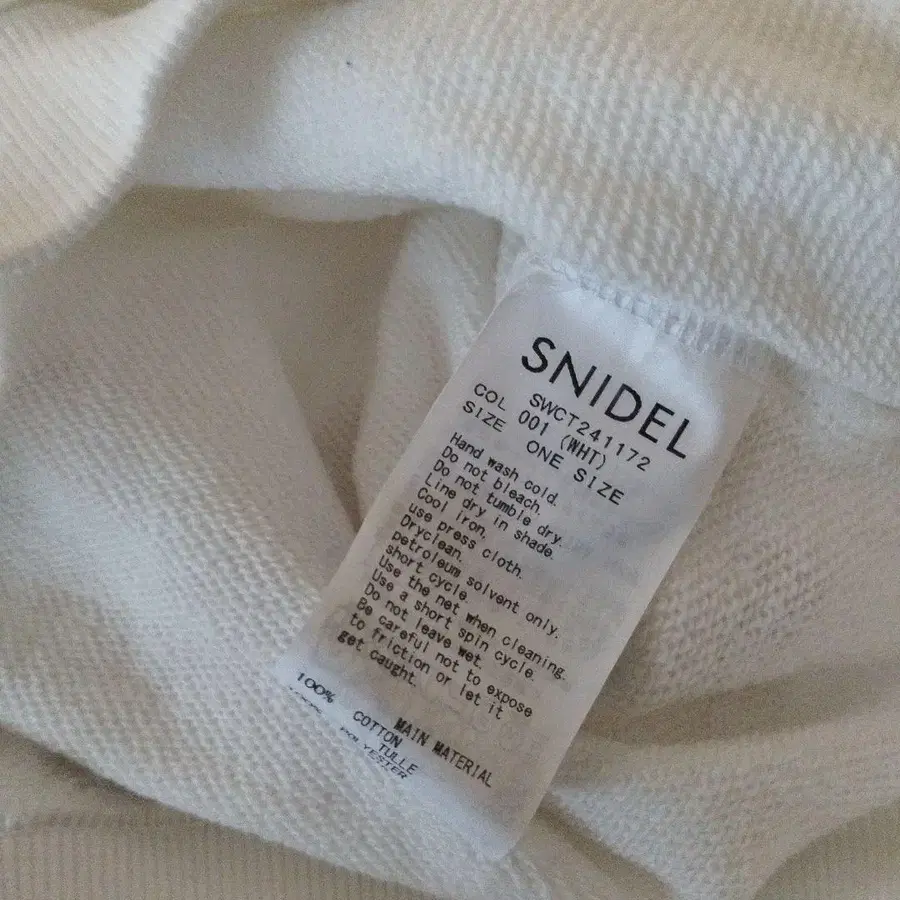 SNIDEL
SWCT241172
COL 001 (WHT)
SIZE ONE SIZE
Hand wash cold.
Do not bleach.
Do not tumble dry.
Line dry in shade.
Cool Iron,
use press cloth.
Dryclean,
petroleum solvent only.
short cycle.
Use the net when cleaning.
Use a short spin cycle.
Do not leave wet.
Be careful not to expose
to friction or let it
get caught.
MAIN MATERIAL
100% COTTON
TULLE
POLYESTER